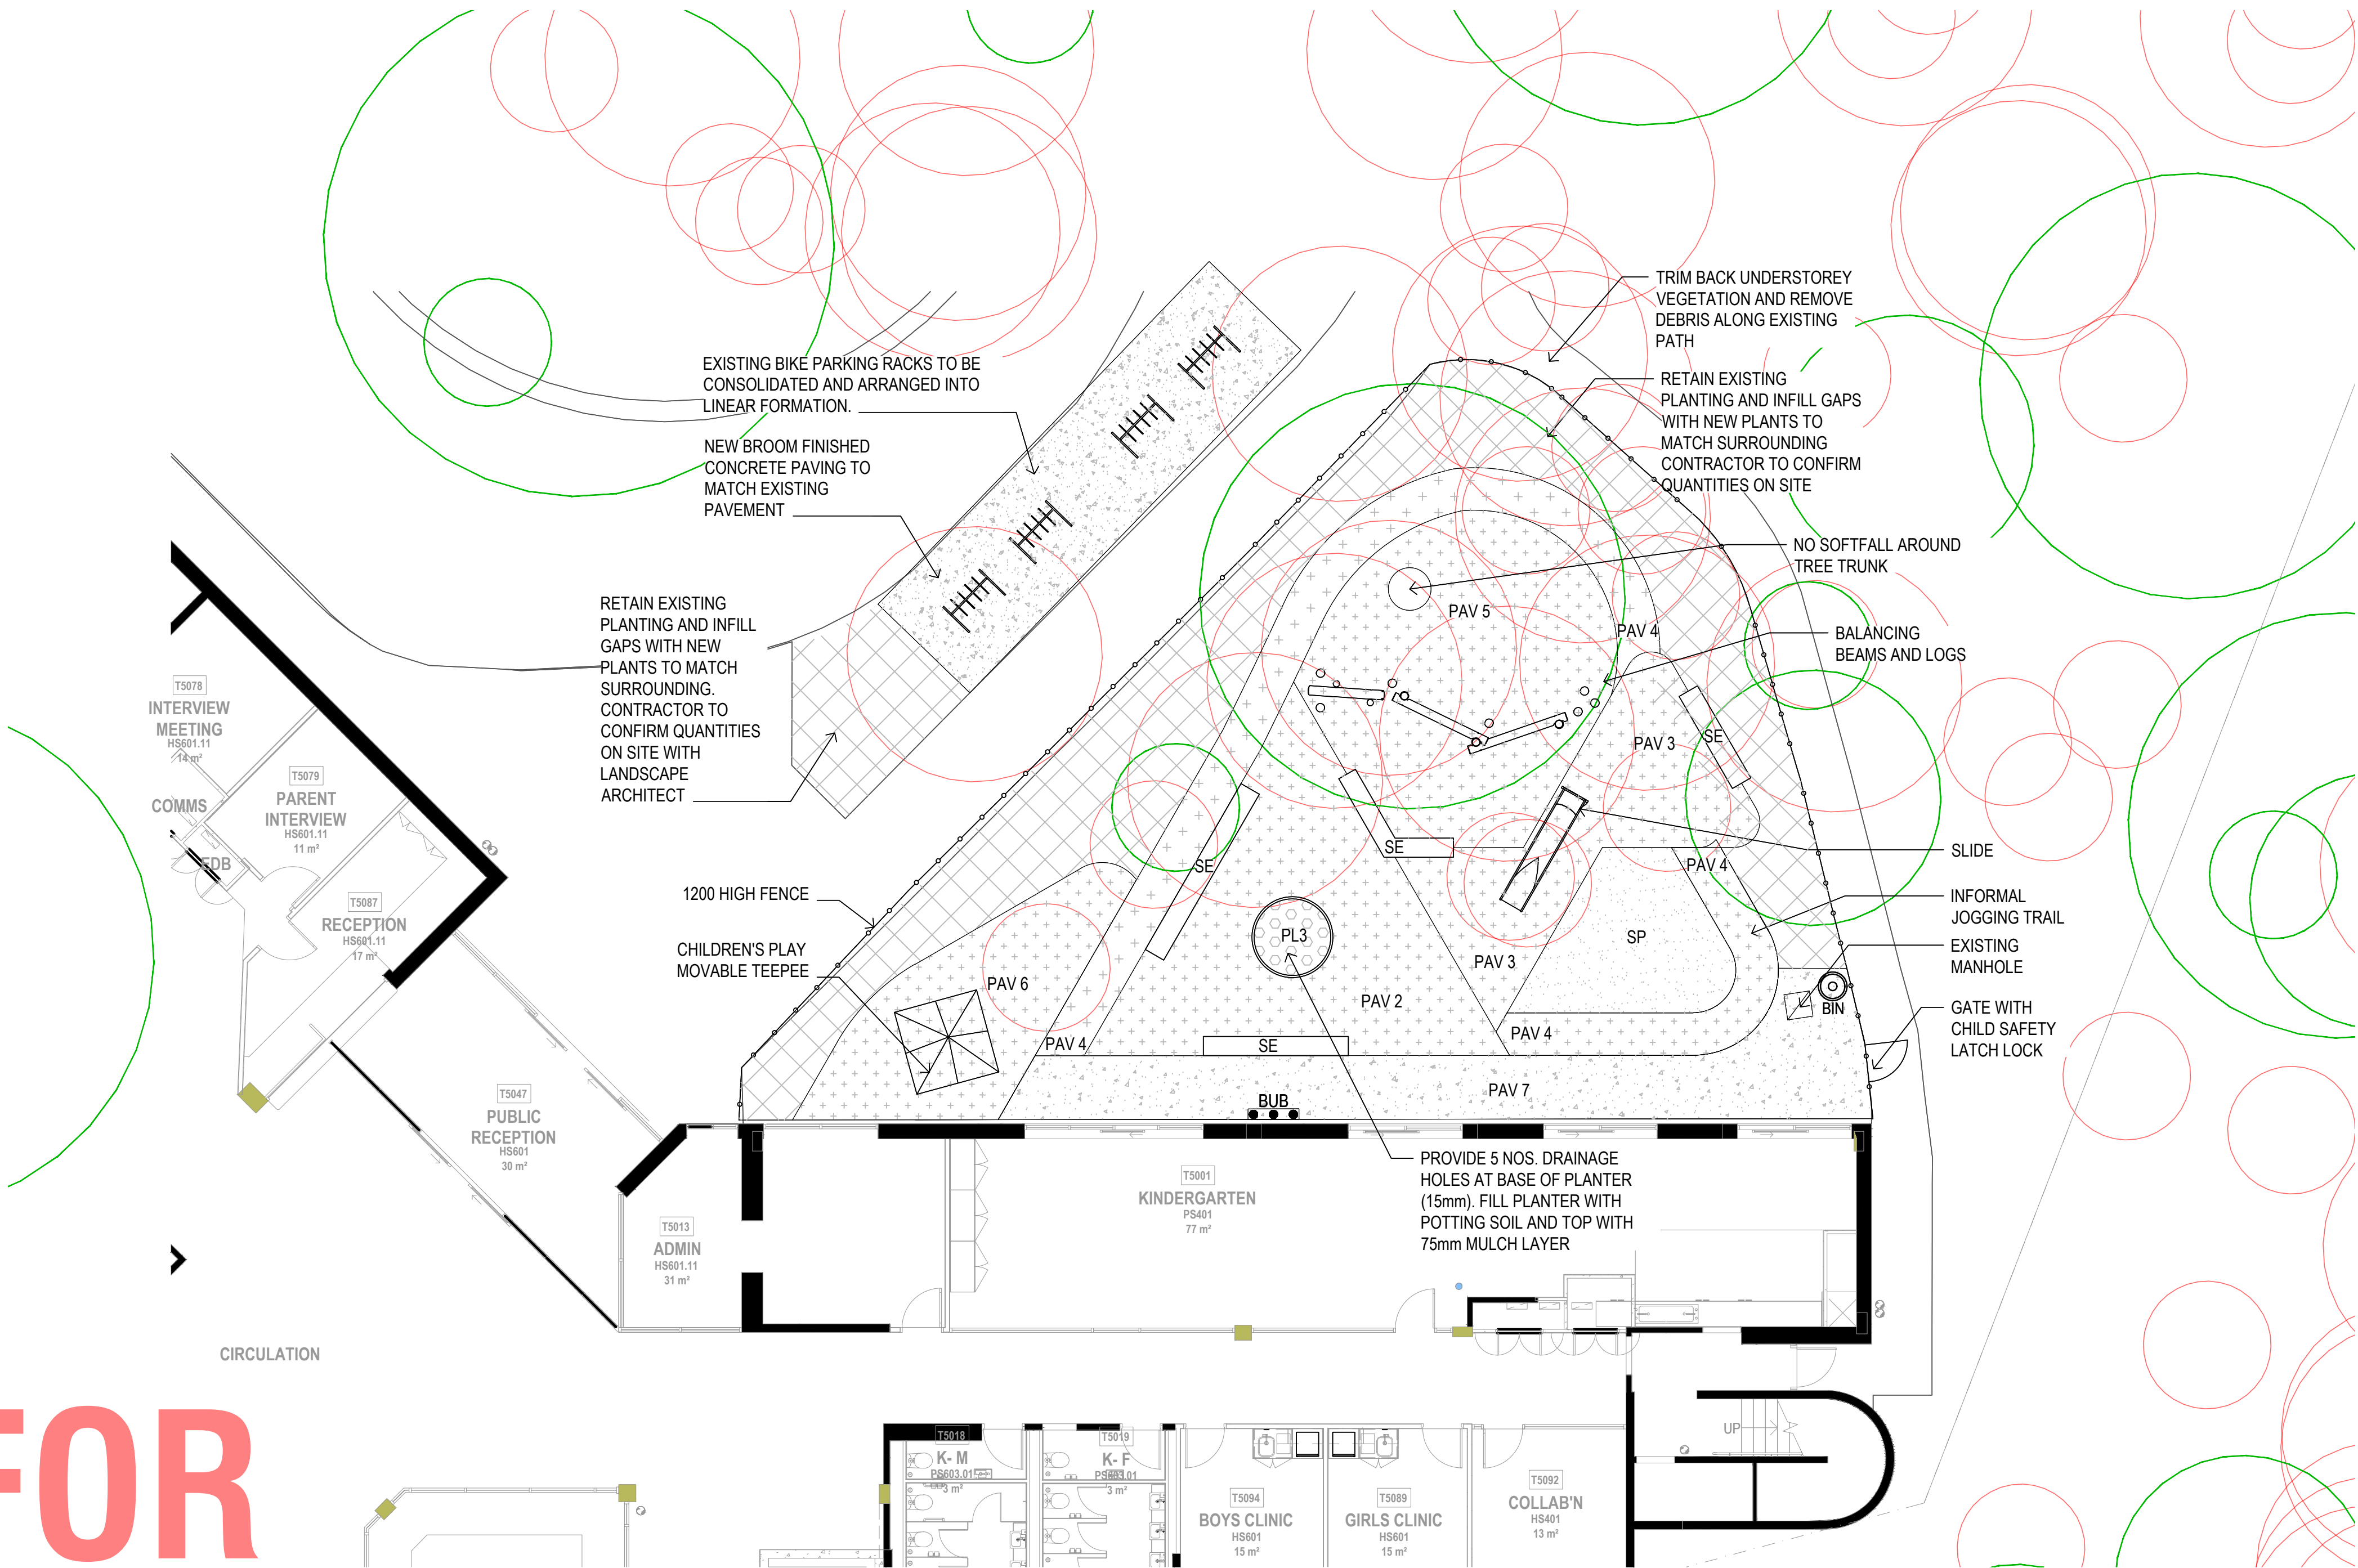 TRIM BACK UNDERSTOREY
VEGETATION AND REMOVE
DEBRIS ALONG EXISTING
PATH
EXISTING BIKE PARKING RACKS TO BE
CONSOLIDATED AND ARRANGED INTO
LINEAR FORMATION.
RETAIN EXISTING
PLANTING AND INFILL GAPS
WITH NEW PLANTS TO
MATCH SURROUNDING
CONTRACTOR TO CONFIRM
QUANTITIES ON SITE
NEW BROOM FINISHED
CONCRETE PAVING TO
MATCH EXISTING
PAVEMENT
NO SOFTFALL AROUND
TREE TRUNK
RETAIN EXISTING
PLANTING AND INFILL
GAPS WITH NEW
PLANTS TO MATCH
SURROUNDING.
CONTRACTOR TO
CONFIRM QUANTITIES
ON SITE WITH
LANDSCAPE
ARCHITECT
PAV 5
PAV 4
BALANCING
BEAMS AND LOGS
T5078
INTERVIEW
MEETING
HS601.11
14 m²
SE
PAV 3
T5079
PARENT
INTERVIEW
HS601.11
11 m²
COMMS
EDB
SE
SE
PAV 4
SLIDE
1200 HIGH FENCE
INFORMAL
JOGGING TRAIL
T5087
RECEPTION
HS601.11
17 m²
PL3
SP
CHILDREN'S PLAY
MOVABLE TEEPEE
EXISTING
MANHOLE
PAV 6
PAV 3
PAV 2
BIN
GATE WITH
CHILD SAFETY
LATCH LOCK
PAV 4
SE
PAV 4
PAV 7
BUB
T5047
PUBLIC
RECEPTION
HS601
30 m²
PROVIDE 5 NOS. DRAINAGE
HOLES AT BASE OF PLANTER
(15mm). FILL PLANTER WITH
POTTING SOIL AND TOP WITH
75mm MULCH LAYER
T5001
KINDERGARTEN
PS401
77 m²
T5013
ADMIN
HS601.11
31 m²
CIRCULATION
FOR
UP
T5018
K- M
PS603.01
3 m²
T5019
K- F
PS603.01
3 m²
T5094
BOYS CLINIC
HS601
15 m²
T5089
GIRLS CLINIC
HS601
15 m²
T5092
COLLAB'N
HS401
13 m²